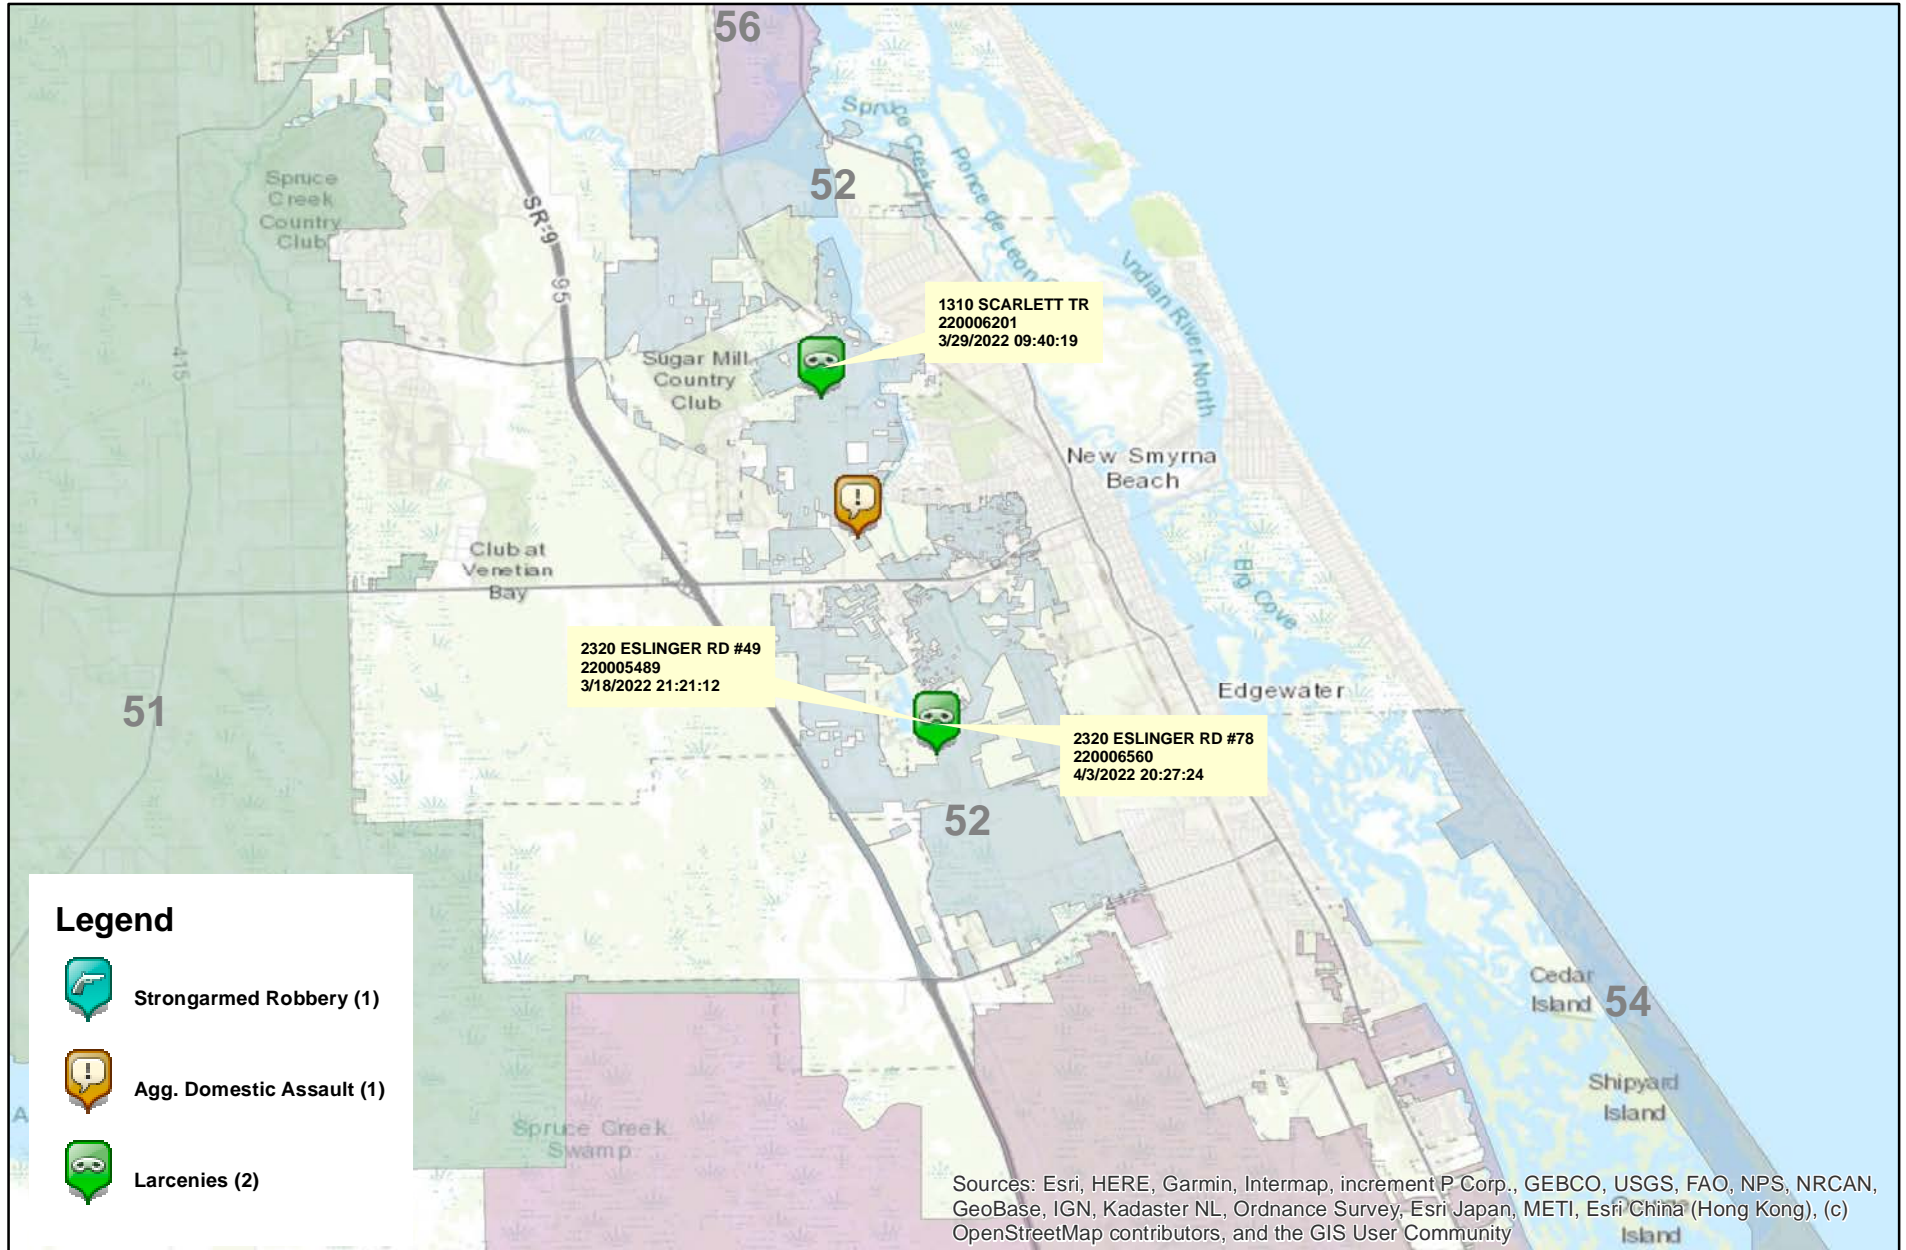 56
52
Spruce Creek
Ponce de Leon
Spruce
Creek
Country
Club
SR-9
95
415
Indian River North
1310 SCARLETT TR
220006201
3/29/2022 09:40:19
Sugar Mill
Country
Club
New Smyrna
Beach
Club at
Venetian
Bay
Big Cove
2320 ESLINGER RD #49
220005489
3/18/2022 21:21:12
51
Edgewater
2320 ESLINGER RD #78
220006560
4/3/2022 20:27:24
52
Legend
Strongarmed Robbery (1)
Agg. Domestic Assault (1)
Larcenies (2)
Cedar
Island
54
Shipyard
Island
A
Spruce Creek
Swamp
Sources: Esri, HERE, Garmin, Intermap, increment P Corp., GEBCO, USGS, FAO, NPS, NRCAN,
GeoBase, IGN, Kadaster NL, Ordnance Survey, Esri Japan, METI, Esri China (Hong Kong), (c)
OpenStreetMap contributors, and the GIS User Community
Island